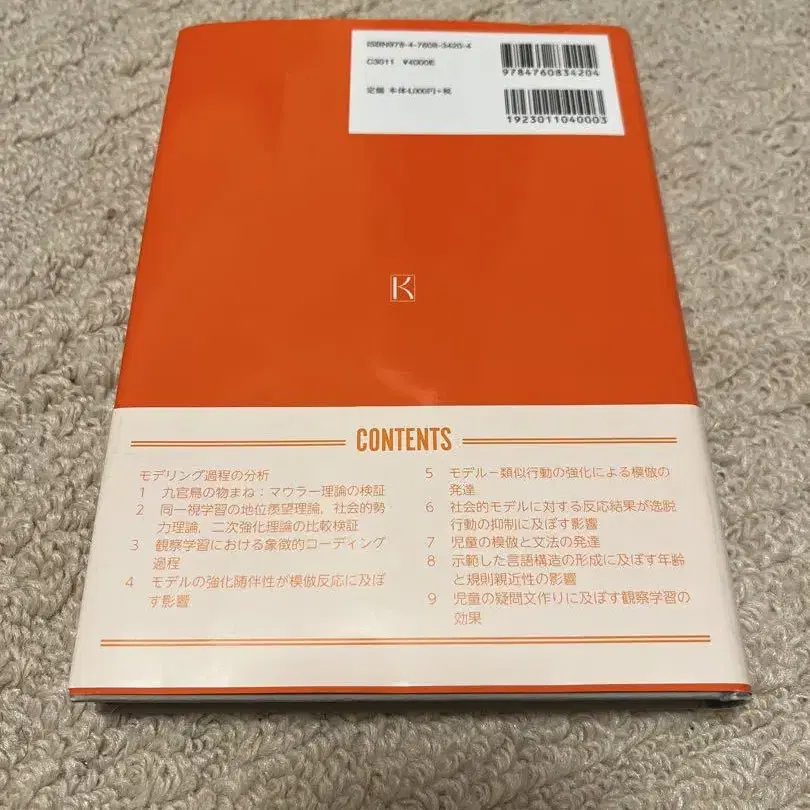 ISBN978-4-7608-3420-4
C3011 ¥4000E
定価 本体4,000円+税
9784760834204
1923011040003
K
CONTENTS
モデリング過程の分析
1 九官鳥の物まね:マウラー理論の検証
2 同一視学習の地位羨望理論，社会的勢
力理論，二次強化理論の比較検証
3 観察学習における象徴的コーディング
過程
4 モデルの強化随伴性が模倣反応に及ぼ
す影響
5 モデル−類似行動の強化による模倣の
発達
6 社会的モデルに対する反応結果が逸脱
行動の抑制に及ぼす影響
7 児童の模倣と文法の発達
8 示範した言語構造の形成に及ぼす年齢
と規則親近性の影響
9 児童の疑問文作りに及ぼす観察学習の
効果